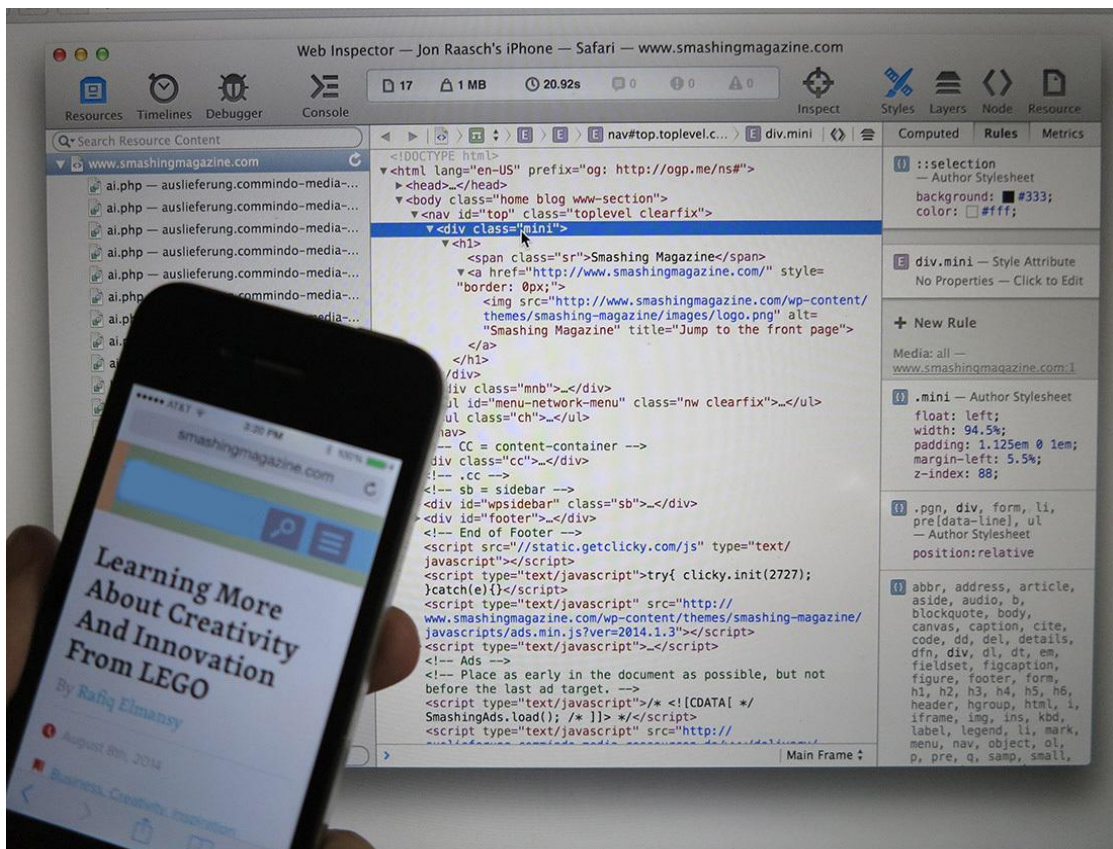 Web Inspector — Jon Raasch's iPhone — Safari — www.smashingmagazine.com
Resources Timelines Debugger Console
17 1 MB 20.92s 0 0 0
Inspect
Styles Layers Node Resource
Search Resource Content
www.smashingmagazine.com
ai.php — auslieferung.commindo-media-...
ai.php — auslieferung.commindo-media-...
ai.php — auslieferung.commindo-media-...
ai.php — auslieferung.commindo-media-...
ai.php — auslieferung.commindo-media-...
E E E nav#top.toplevel.c... E div.mini
<!DOCTYPE html>
<html lang="en-US" prefix="og: http://ogp.me/ns#">
<head>…</head>
<body class="home blog www-section">
<nav id="top" class="toplevel clearfix">
<div class="mini">
<h1>
<span class="sr">Smashing Magazine</span>
<a href="http://www.smashingmagazine.com/" style=
"border: 0px;">
<img src="http://www.smashingmagazine.com/wp-content/
themes/smashing-magazine/images/logo.png" alt=
"Smashing Magazine" title="Jump to the front page">
</a>
</h1>
/div>
div class="mnb">…</div>
ul id="menu-network-menu" class="nw clearfix">…</ul>
ul class="ch">…</ul>
nav>
-- CC = content-container -->
div class="cc">…</div>
!-- .cc -->
<!-- sb = sidebar -->
<div id="wpsidebar" class="sb">…</div>
<div id="footer">…</div>
<!-- End of Footer -->
<script src="//static.getclicky.com/js" type="text/
javascript"></script>
<script type="text/javascript">try{ clicky.init(2727);
}catch(e){}</script>
<script type="text/javascript" src="http://
www.smashingmagazine.com/wp-content/themes/smashing-magazine/
javascripts/ads.min.js?ver=2014.1.3"></script>
<script type="text/javascript">…</script>
<!-- Ads -->
<!-- Place as early in the document as possible, but not
before the last ad target. -->
<script type="text/javascript">/* <![CDATA[ */
SmashingAds.load(); /* ]]> */</script>
<script type="text/javascript" src="http://
Main Frame
Computed Rules Metrics
::selection
— Author Stylesheet
background: #333;
color: #fff;
E div.mini — Style Attribute
No Properties — Click to Edit
+ New Rule
Media: all —
www.smashingmagazine.com:1
.mini — Author Stylesheet
float: left;
width: 94.5%;
padding: 1.125em 0 1em;
margin-left: 5.5%;
z-index: 88;
.pgn, div, form, li,
pre[data-line], ul
— Author Stylesheet
position:relative
abbr, address, article,
aside, audio, b,
blockquote, body,
canvas, caption, cite,
code, dd, del, details,
dfn, div, dl, dt, em,
fieldset, figcaption,
figure, footer, form,
h1, h2, h3, h4, h5, h6,
header, hgroup, html, i,
iframe, img, ins, kbd,
label, legend, li, mark,
menu, nav, object, ol,
p, pre, q, samp, small,
AT&T 3:00 PM 100%
smashingmagazine.com
Learning More
About Creativity
And Innovation
From LEGO
By Rafiq Elmansy
August 8th, 2014
Business, Creativity, Inspiration